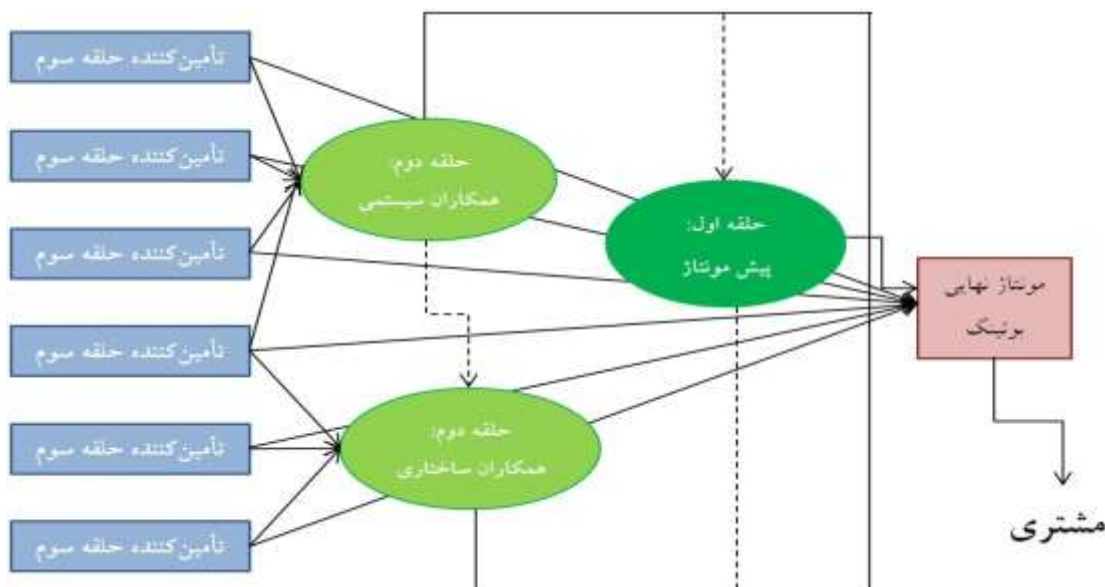 تأمین‌کننده حلقه سوم
تأمین‌کننده حلقه سوم
تأمین‌کننده حلقه سوم
تأمین‌کننده حلقه سوم
تأمین‌کننده حلقه سوم
تأمین‌کننده حلقه سوم
حلقه دوم:
همکاران سیستمی
حلقه دوم:
همکاران ساختاری
حلقه اول:
پیش مونتاژ
مونتاژ نهایی
بوئینگ
مشتری